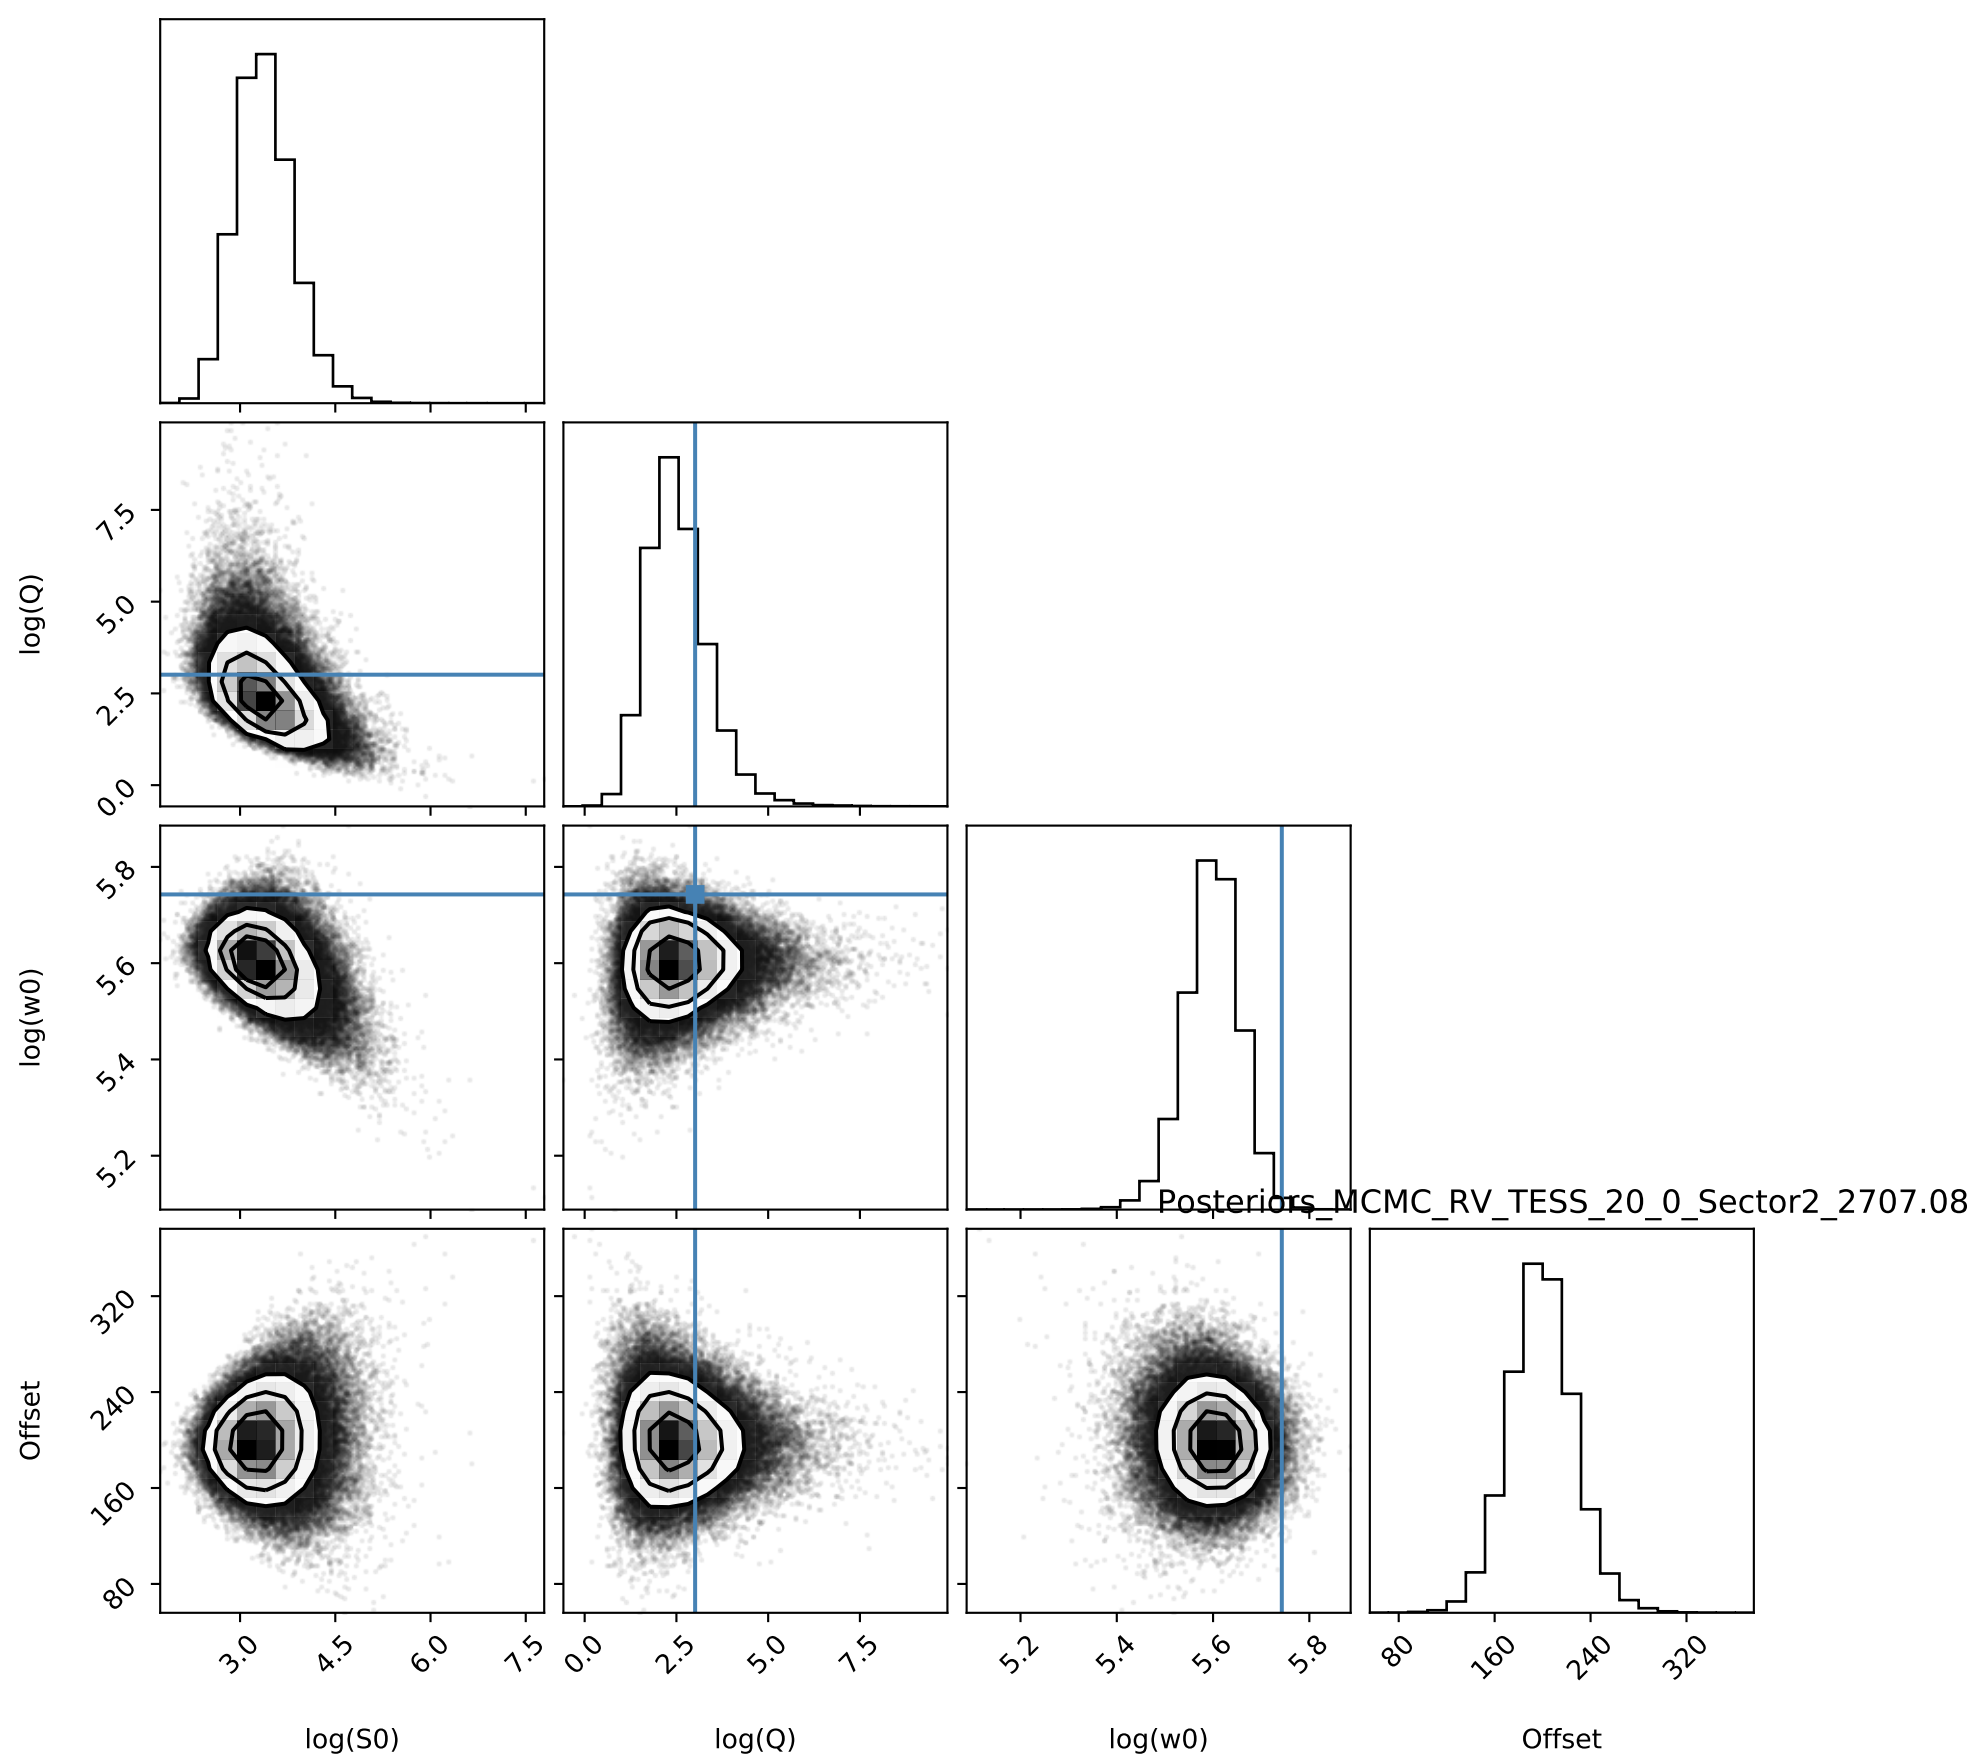 7.5
5.0
2.5
0.0
log(Q)
5.8
5.6
5.4
5.2
log(w0)
Posteriors_MCMC_RV_TESS_20_0_Sector2_2707.08
320
240
160
80
Offset
3.0 4.5 6.0 7.5 0.0 2.5 5.0 7.5 5.2 5.4 5.6 5.8 80 160 240 320
log(S0) log(Q) log(w0) Offset